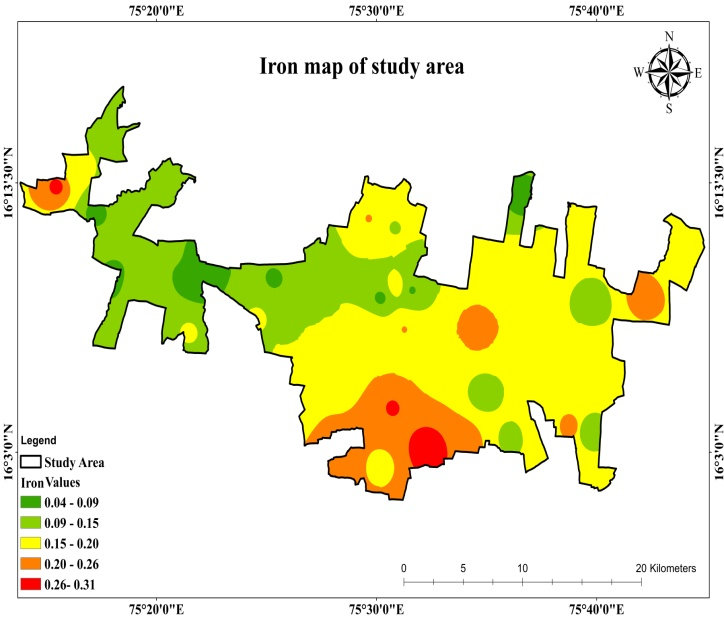 75°20'0"E 75°30'0"E 75°40'0"E
Iron map of study area
N
W E
S
16°13'30"N 16°13'30"N
16°3'0"N 16°3'0"N
Legend
Study Area
Iron Values
0.04 - 0.09
0.09 - 0.15
0.15 - 0.20
0.20 - 0.26
0.26- 0.31
0 5 10 20 Kilometers
75°20'0"E 75°30'0"E 75°40'0"E